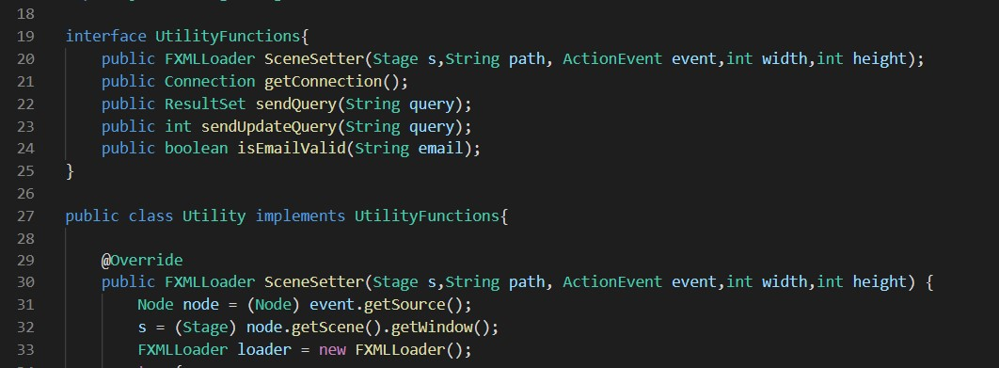 18
19 interface UtilityFunctions{
20 public FXMLLoader SceneSetter(Stage s,String path, ActionEvent event,int width,int height);
21 public Connection getConnection();
22 public ResultSet sendQuery(String query);
23 public int sendUpdateQuery(String query);
24 public boolean isEmailValid(String email);
25 }
26
27 public class Utility implements UtilityFunctions{
28
29 @Override
30 public FXMLLoader SceneSetter(Stage s,String path, ActionEvent event,int width,int height) {
31 Node node = (Node) event.getSource();
32 s = (Stage) node.getScene().getWindow();
33 FXMLLoader loader = new FXMLLoader();